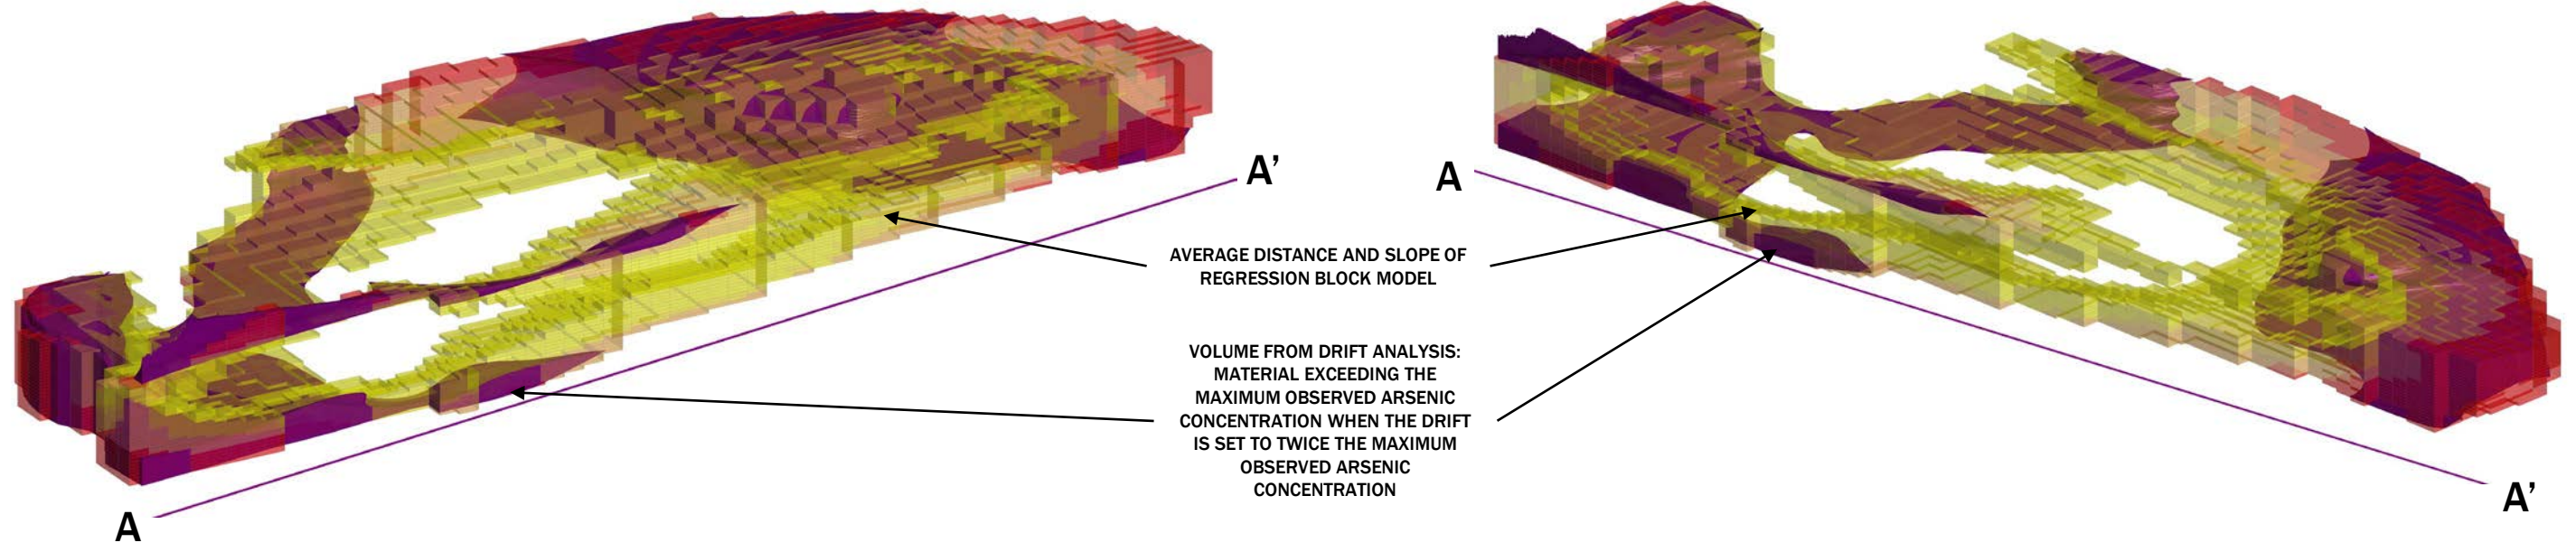 A'
A
AVERAGE DISTANCE AND SLOPE OF
REGRESSION BLOCK MODEL
VOLUME FROM DRIFT ANALYSIS:
MATERIAL EXCEEDING THE
MAXIMUM OBSERVED ARSENIC
CONCENTRATION WHEN THE DRIFT
IS SET TO TWICE THE MAXIMUM
OBSERVED ARSENIC
CONCENTRATION
A
A'